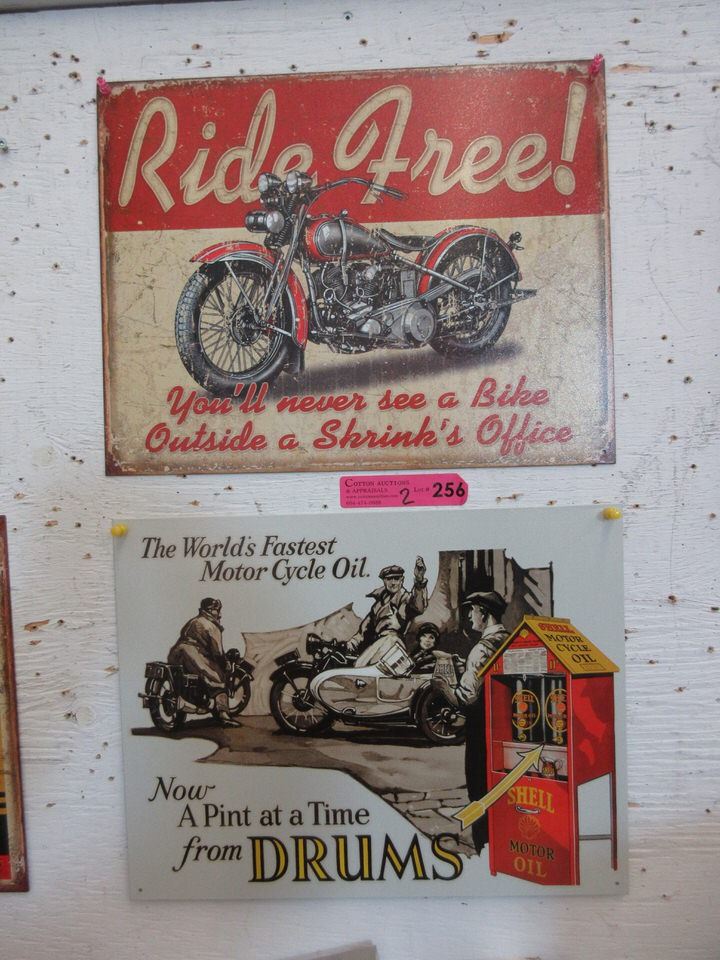 Ride Free!
You'll never see a Bike
Outside a Shrink's Office
COTTON AUCTIONS
& APPRAISALS
2 Lot # 256
The World's Fastest
Motor Cycle Oil.
SHELL
MOTOR
CYCLE
OIL
SHELL
MOTOR
OIL
Now
A Pint at a Time
from DRUMS